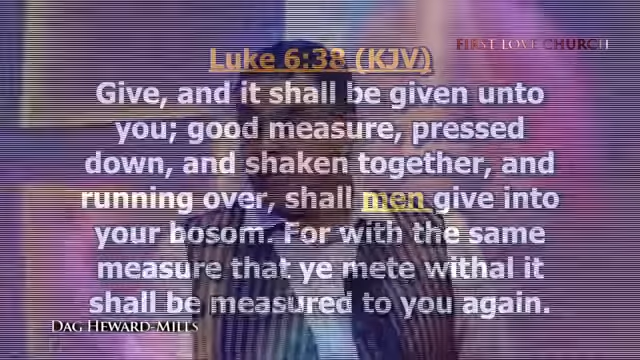 FIRST LOVE CHURCH
Luke 6:38 (KJV)
Give, and it shall be given unto
you; good measure, pressed
down, and shaken together, and
running over, shall men give into
your bosom. For with the same
measure that ye mete withal it
shall be measured to you again.
DAG HEWARD-MILLS